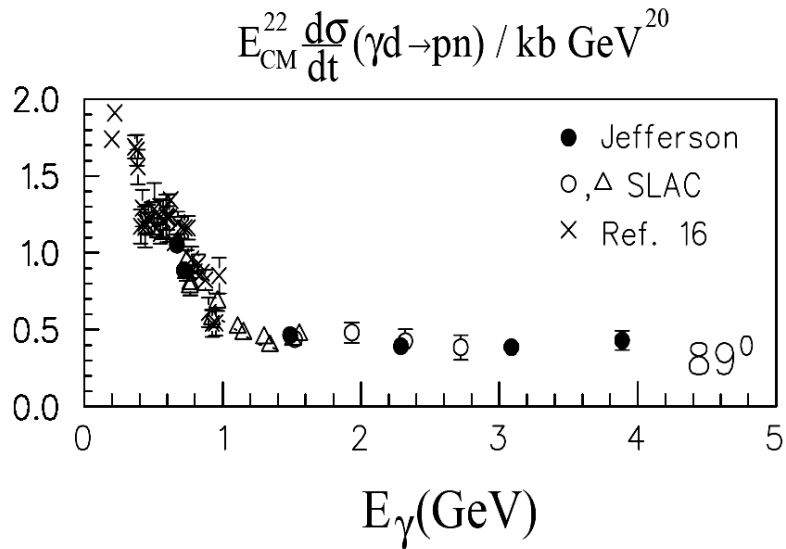 E_CM^22 dσ/dt (γd→pn) / kb GeV^20
2.0
● Jefferson
○,△ SLAC
× Ref. 16
1.5
1.0
0.5
89⁰
0.0
0 1 2 3 4 5
E_γ(GeV)